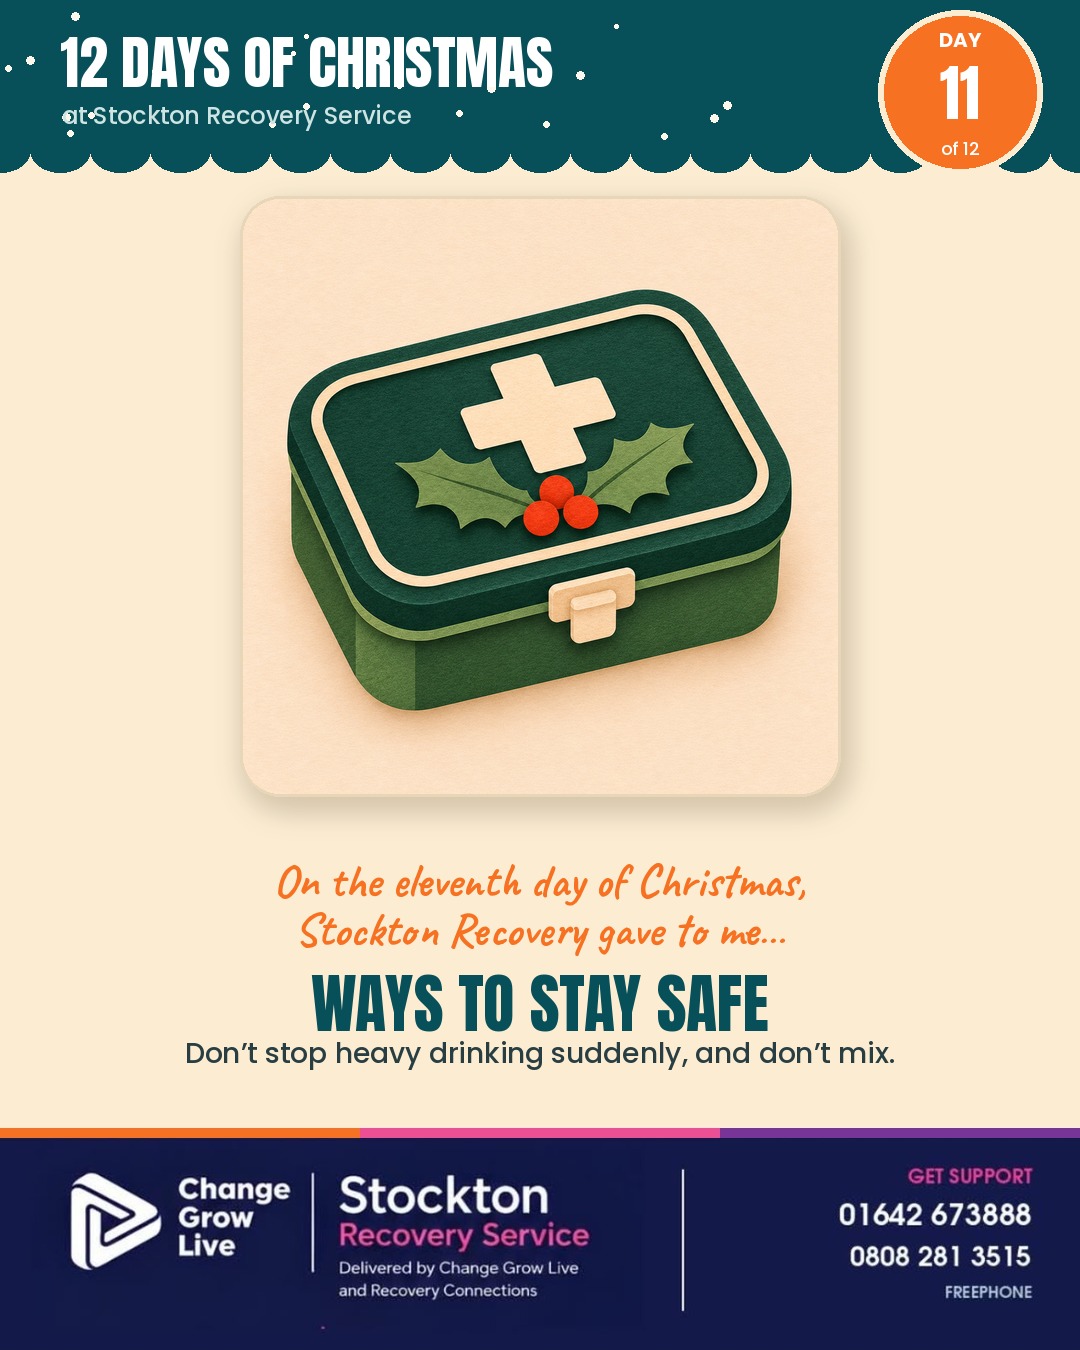 12 DAYS OF CHRISTMAS
at Stockton Recovery Service
DAY
11
of 12
On the eleventh day of Christmas,
Stockton Recovery gave to me...
WAYS TO STAY SAFE
Don’t stop heavy drinking suddenly, and don’t mix.
Change
Grow
Live
Stockton
Recovery Service
Delivered by Change Grow Live
and Recovery Connections
GET SUPPORT
01642 673888
0808 281 3515
FREEPHONE